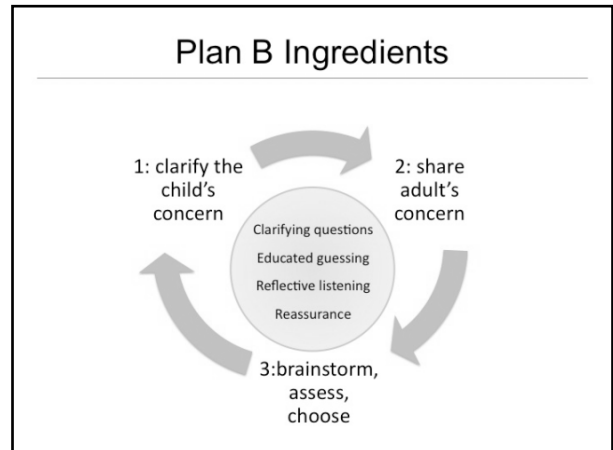 Plan B Ingredients
1: clarify the
child's
concern
2: share
adult's
concern
Clarifying questions
Educated guessing
Reflective listening
Reassurance
3:brainstorm,
assess,
choose